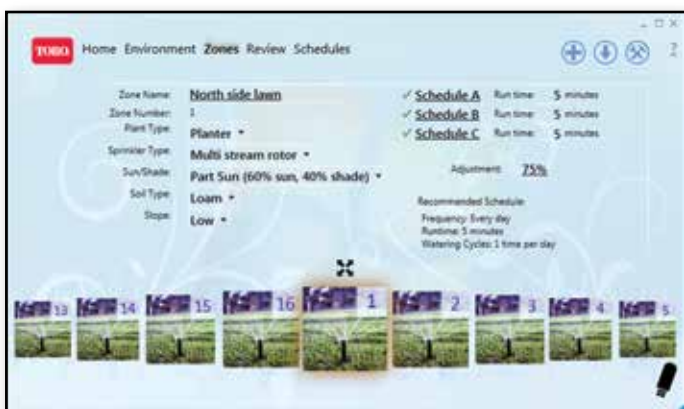 TORO Home Environment Zones Review Schedules ?
Zone Name: North side lawn
Zone Number: 1
Plant Type: Planter
Sprinkler Type: Multi stream rotor
Sun/Shade: Part Sun (60% sun, 40% shade)
Soil Type: Loam
Slope: Low
✓ Schedule A Run time: 5 minutes
✓ Schedule B Run time: 5 minutes
✓ Schedule C Run time: 5 minutes
Adjustment: 75%
Recommended Schedule:
Frequency: Every day
Runtime: 5 minutes
Watering Cycles: 1 time per day
13 14 15 16 1 2 3 4 5